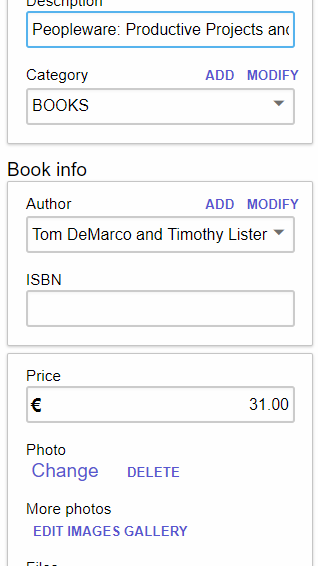 Description
Peopleware: Productive Projects and
Category ADD MODIFY
BOOKS
Book info
Author ADD MODIFY
Tom DeMarco and Timothy Lister
ISBN
Price
€ 31.00
Photo
Change DELETE
More photos
EDIT IMAGES GALLERY
Files